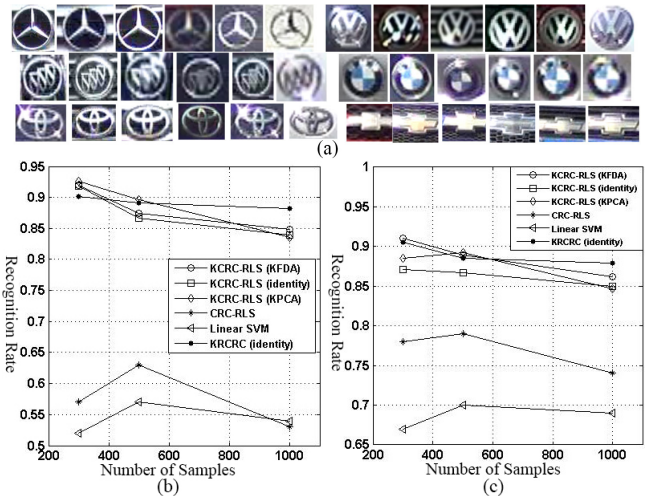 (a)
0.95
0.9
0.85
0.8
0.75
0.7
0.65
0.6
0.55
0.5
Recognition Rate
KCRC-RLS (KFDA)
KCRC-RLS (identity)
KCRC-RLS (KPCA)
CRC-RLS
Linear SVM
KRCRC (identity)
200 400 600 800 1000
Number of Samples
(b)
1
0.95
0.9
0.85
0.8
0.75
0.7
0.65
Recognition Rate
KCRC-RLS (KFDA)
KCRC-RLS (identity)
KCRC-RLS (KPCA)
CRC-RLS
Linear SVM
KRCRC (identity)
200 400 600 800 1000
Number of Samples
(c)